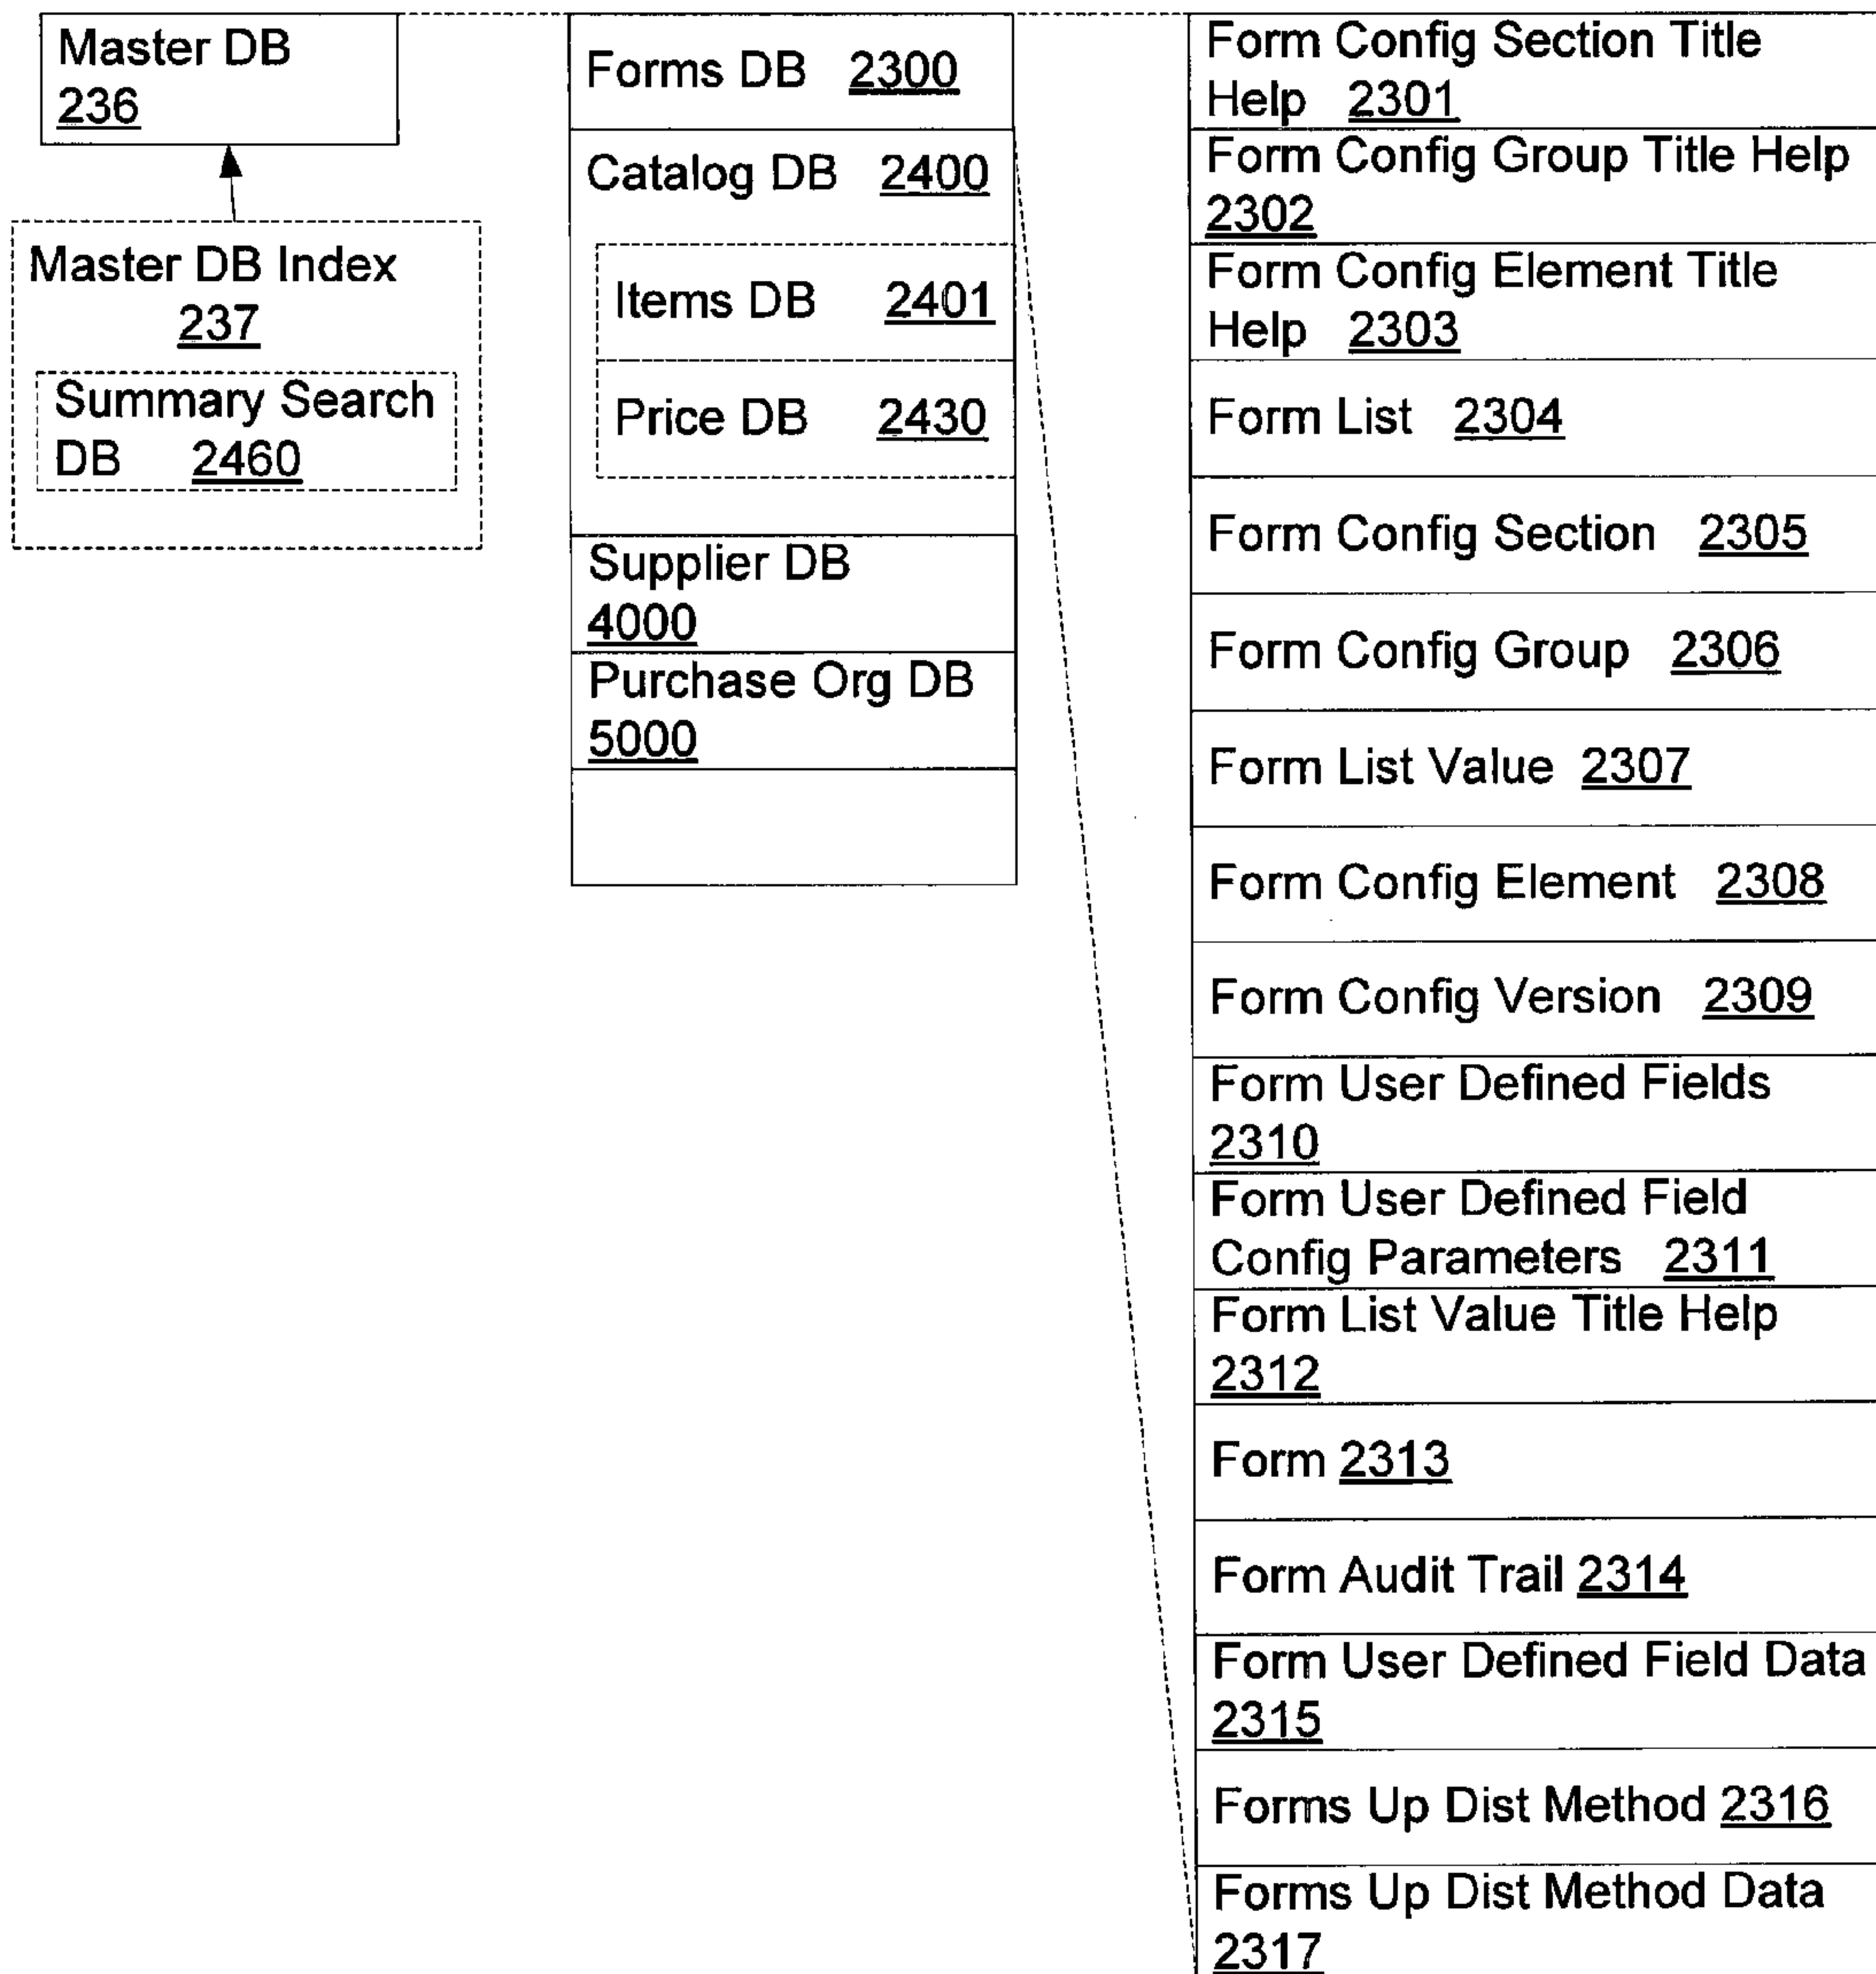 Master DB
236
Master DB Index
237
Summary Search
DB 2460
Forms DB 2300
Catalog DB 2400
Items DB 2401
Price DB 2430
Supplier DB
4000
Purchase Org DB
5000
Form Config Section Title
Help 2301
Form Config Group Title Help
2302
Form Config Element Title
Help 2303
Form List 2304
Form Config Section 2305
Form Config Group 2306
Form List Value 2307
Form Config Element 2308
Form Config Version 2309
Form User Defined Fields
2310
Form User Defined Field
Config Parameters 2311
Form List Value Title Help
2312
Form 2313
Form Audit Trail 2314
Form User Defined Field Data
2315
Forms Up Dist Method 2316
Forms Up Dist Method Data
2317